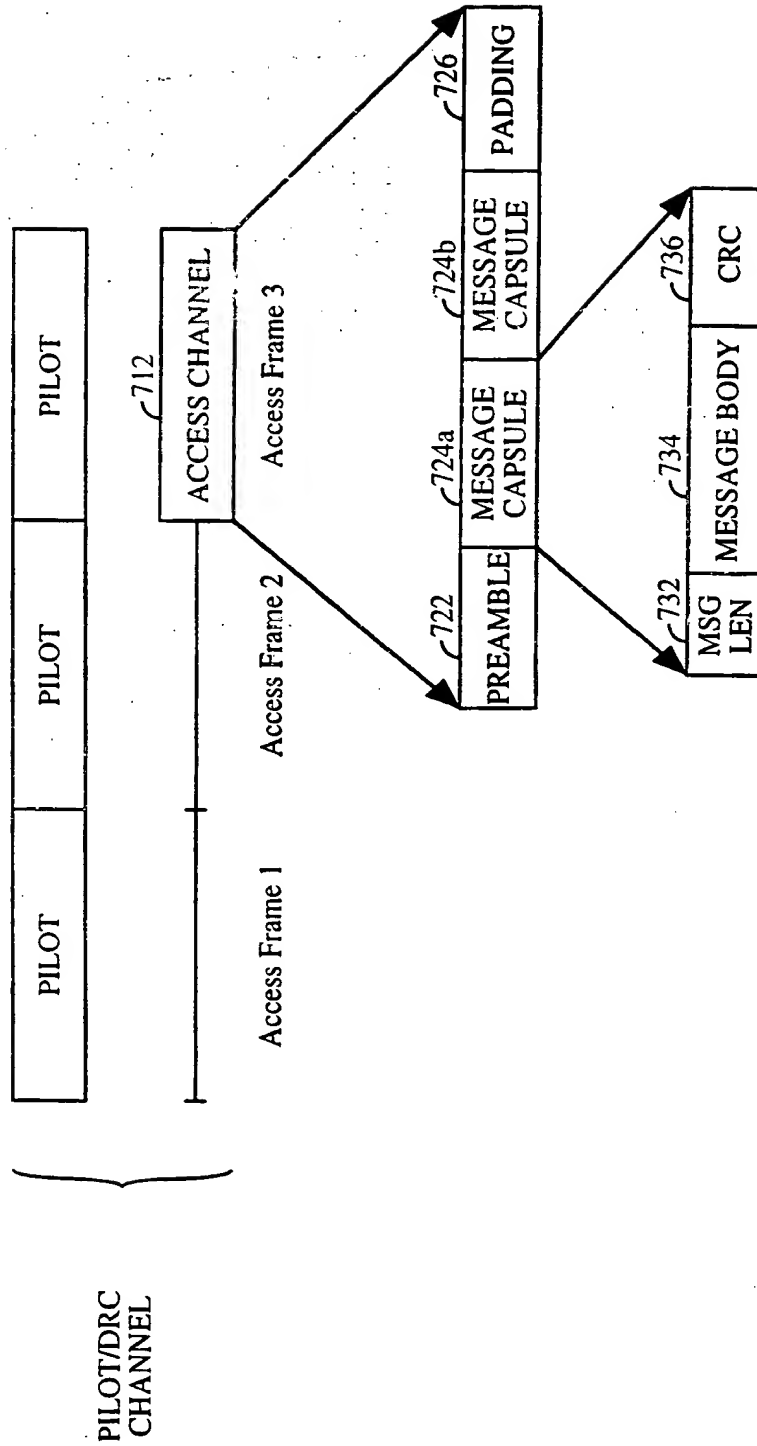 PILOT/DRC
CHANNEL
PILOT
PILOT
PILOT
712
ACCESS CHANNEL
Access Frame 1
Access Frame 2
Access Frame 3
722
724a
724b
726
PREAMBLE
MESSAGE
CAPSULE
MESSAGE
CAPSULE
PADDING
732
734
736
MSG
LEN
MESSAGE BODY
CRC